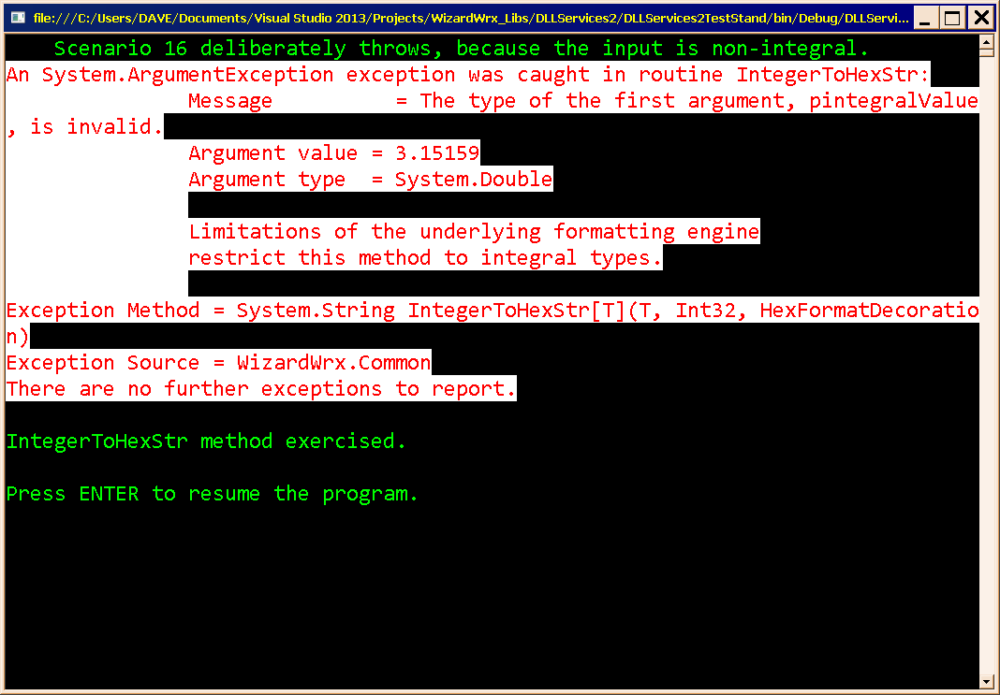 file:///C:/Users/DAVE/Documents/Visual Studio 2013/Projects/WizardWrx_Libs/DLLServices2/DLLServices2TestStand/bin/Debug/DLLServi...
Scenario 16 deliberately throws, because the input is non-integral.
An System.ArgumentException exception was caught in routine IntegerToHexStr:
Message          = The type of the first argument, pintegralValue
, is invalid.
Argument value = 3.15159
Argument type  = System.Double
Limitations of the underlying formatting engine
restrict this method to integral types.
Exception Method = System.String IntegerToHexStr[T](T, Int32, HexFormatDecoratio
n)
Exception Source = WizardWrx.Common
There are no further exceptions to report.
IntegerToHexStr method exercised.
Press ENTER to resume the program.